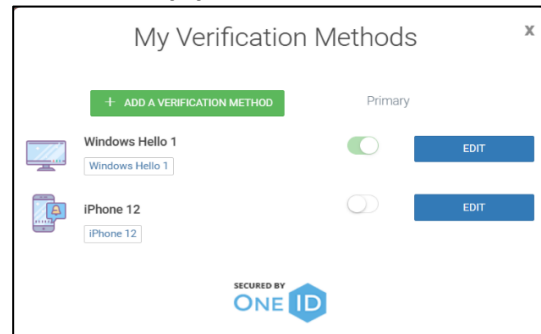 My Verification Methods
x
+ ADD A VERIFICATION METHOD
Primary
Windows Hello 1
Windows Hello 1
EDIT
iPhone 12
iPhone 12
EDIT
SECURED BY
ONE ID